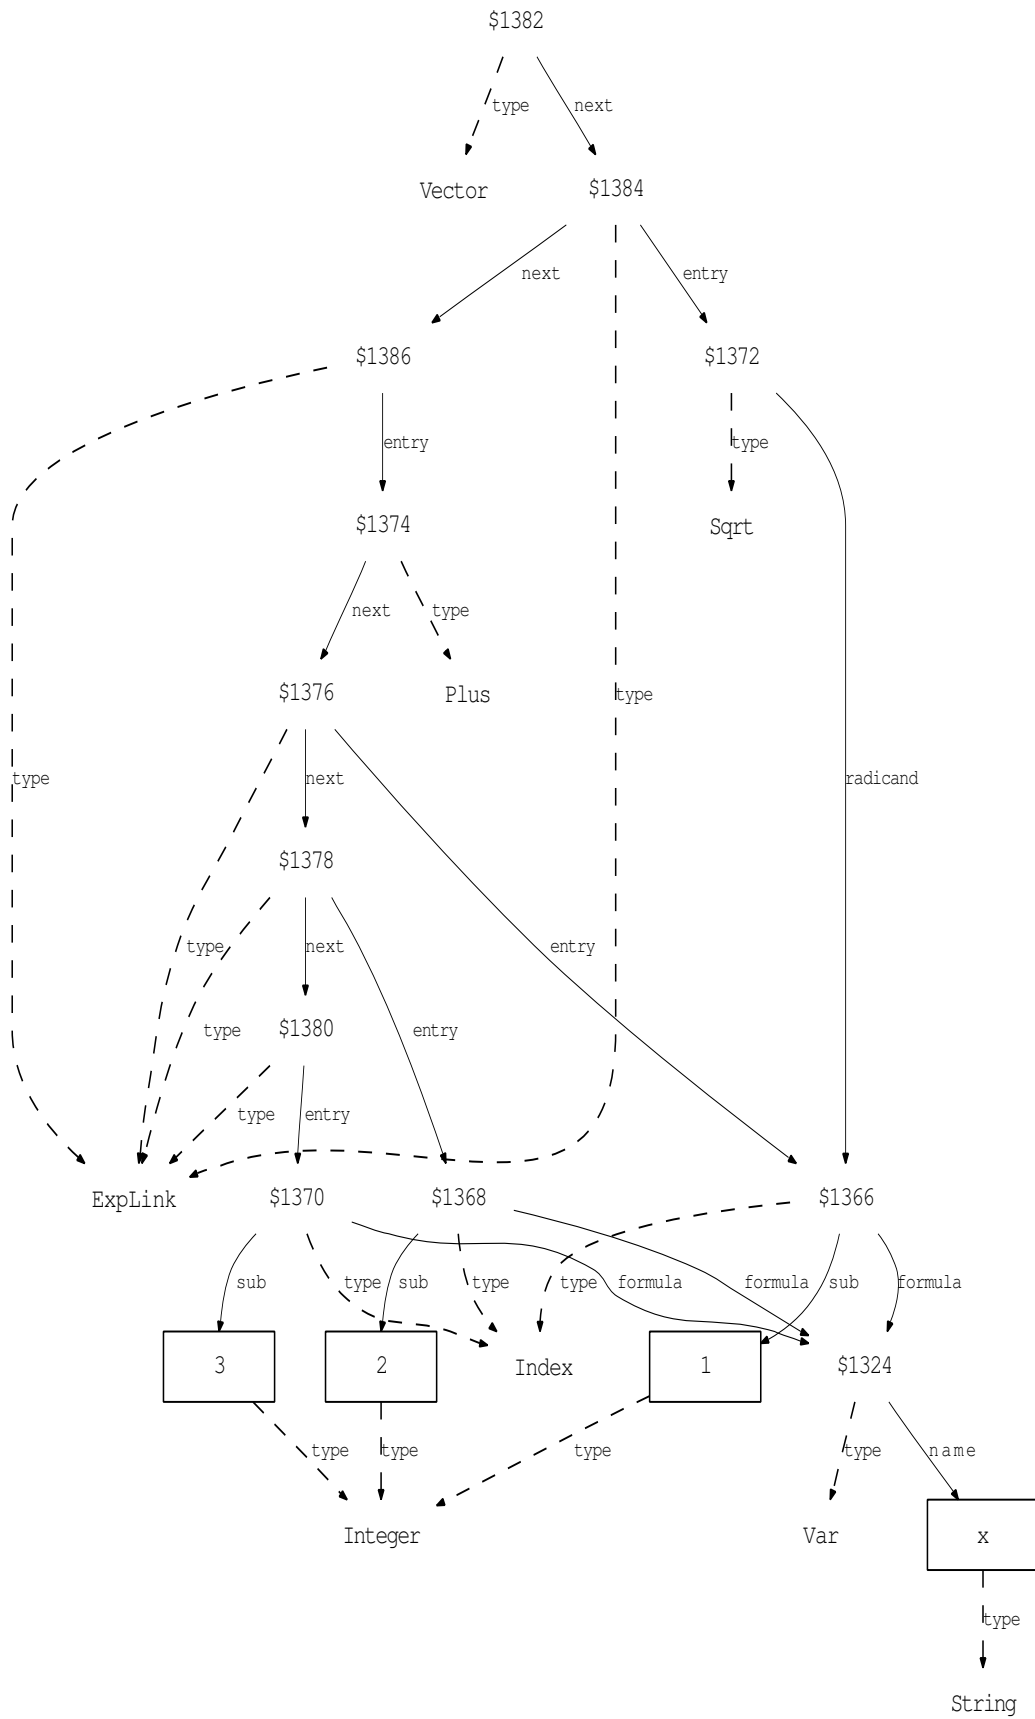 $1382
type
next
Vector
$1384
next
entry
$1386
$1372
entry
type
$1374
Sqrt
next
type
$1376
Plus
type
type
next
radicand
$1378
type
next
entry
type
$1380
entry
type
entry
ExpLink
$1370
$1368
$1366
sub
type
sub
type
type
formula
formula
sub
formula
3
2
Index
1
$1324
type
type
type
type
name
Integer
Var
x
type
String